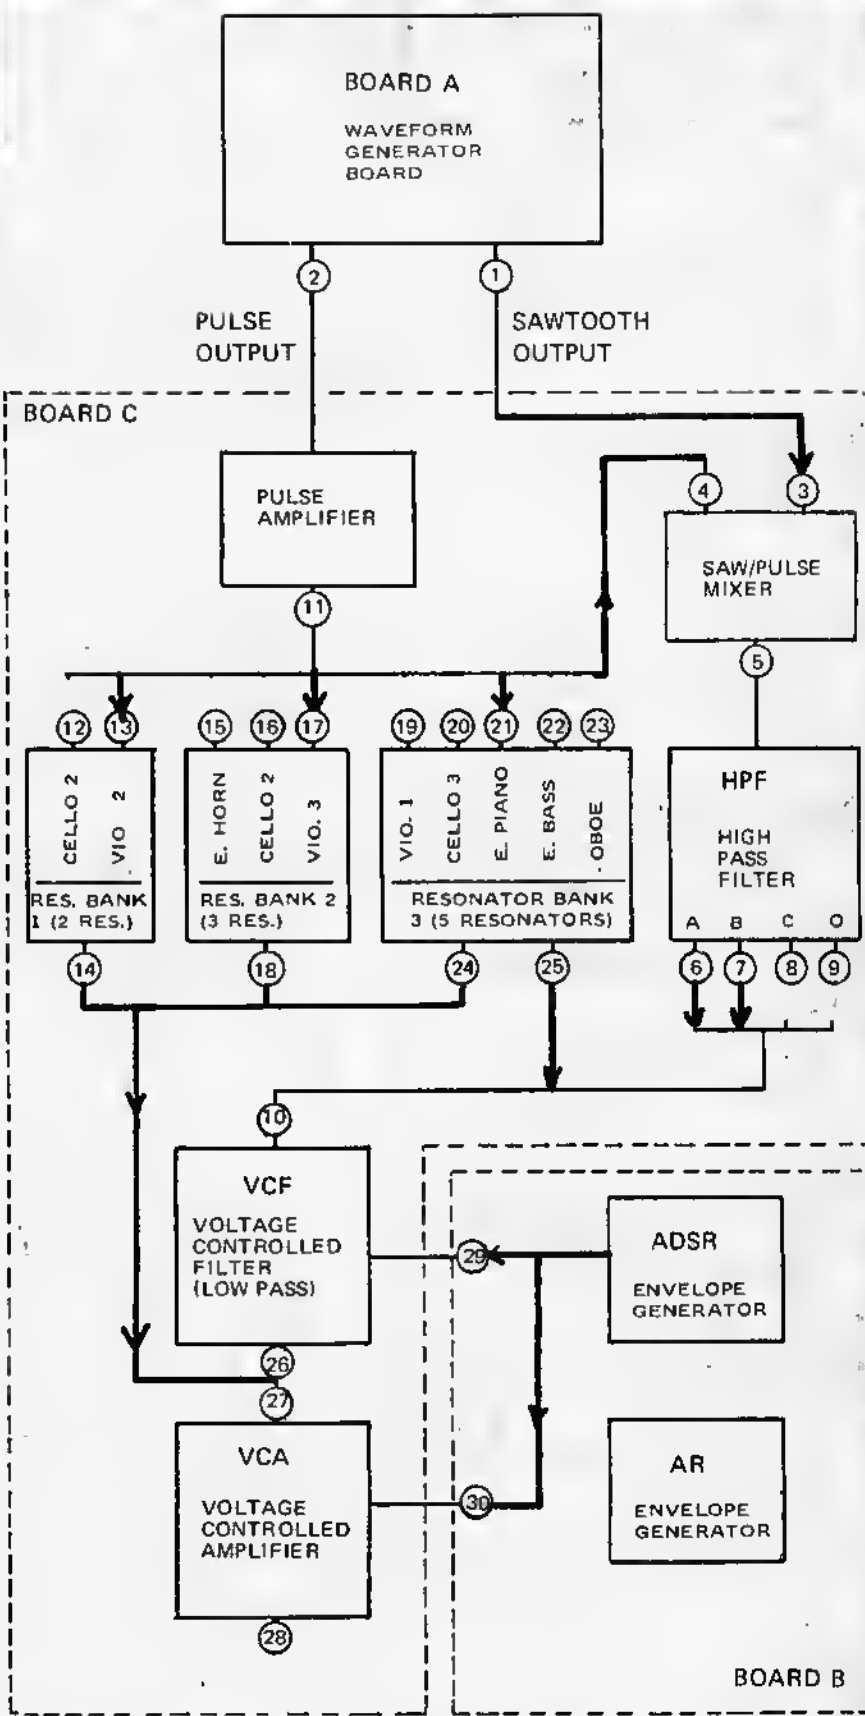 BOARD A
WAVEFORM
GENERATOR
BOARD
2
1
PULSE
OUTPUT
SAWTOOTH
OUTPUT
BOARD C
PULSE
AMPLIFIER
4
3
SAW/PULSE
MIXER
11
5
12
13
15
16
17
19
20
21
22
23
CELLO 2
VIO 2
E. HORN
CELLO 2
VIO. 3
VIO. 1
CELLO 3
E. PIANO
E. BASS
OBOE
RES. BANK
1 (2 RES.)
RES. BANK 2
(3 RES.)
RESONATOR BANK
3 (5 RESONATORS)
HPF
HIGH
PASS
FILTER
A B C O
14
18
24
25
6
7
8
9
10
VCF
VOLTAGE
CONTROLLED
FILTER
(LOW PASS)
29
ADSR
ENVELOPE
GENERATOR
26
27
VCA
VOLTAGE
CONTROLLED
AMPLIFIER
30
AR
ENVELOPE
GENERATOR
28
BOARD B